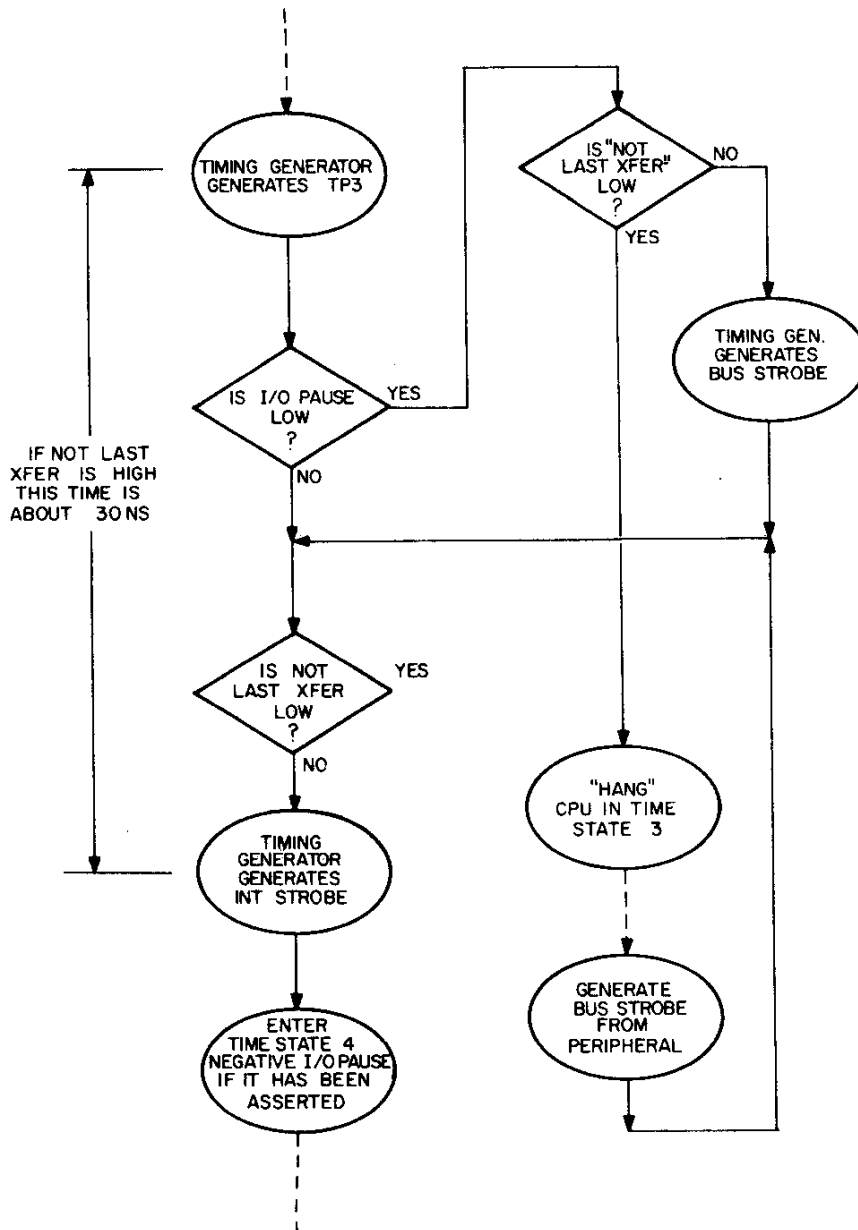 TIMING GENERATOR
GENERATES TP3
IS I/O PAUSE
LOW
?
YES
NO
IF NOT LAST
XFER IS HIGH
THIS TIME IS
ABOUT 30NS
IS NOT
LAST XFER
LOW
?
YES
NO
TIMING
GENERATOR
GENERATES
INT STROBE
ENTER
TIME STATE 4
NEGATIVE I/O PAUSE
IF IT HAS BEEN
ASSERTED
IS "NOT
LAST XFER"
LOW
?
NO
YES
TIMING GEN.
GENERATES
BUS STROBE
"HANG"
CPU IN TIME
STATE 3
GENERATE
BUS STROBE
FROM
PERIPHERAL